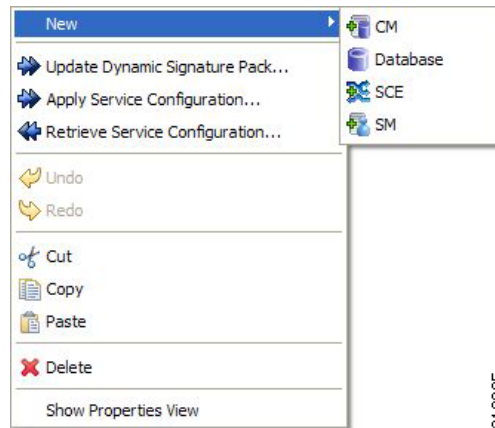 New
Update Dynamic Signature Pack...
Apply Service Configuration...
Retrieve Service Configuration...
Undo
Redo
Cut
Copy
Paste
Delete
Show Properties View
CM
Database
SCE
SM